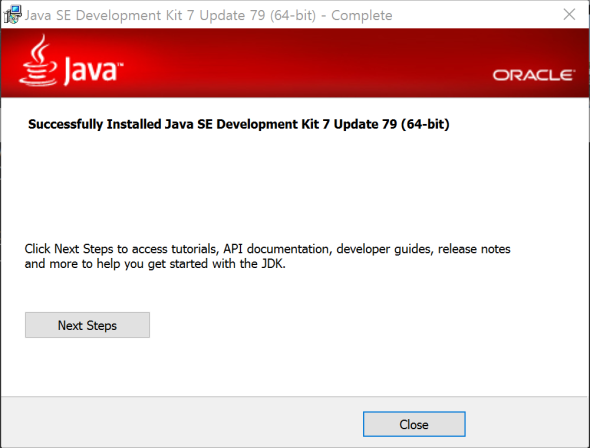 Java SE Development Kit 7 Update 79 (64-bit) - Complete
Java™
ORACLE®
Successfully Installed Java SE Development Kit 7 Update 79 (64-bit)
Click Next Steps to access tutorials, API documentation, developer guides, release notes
and more to help you get started with the JDK.
Next Steps
Close